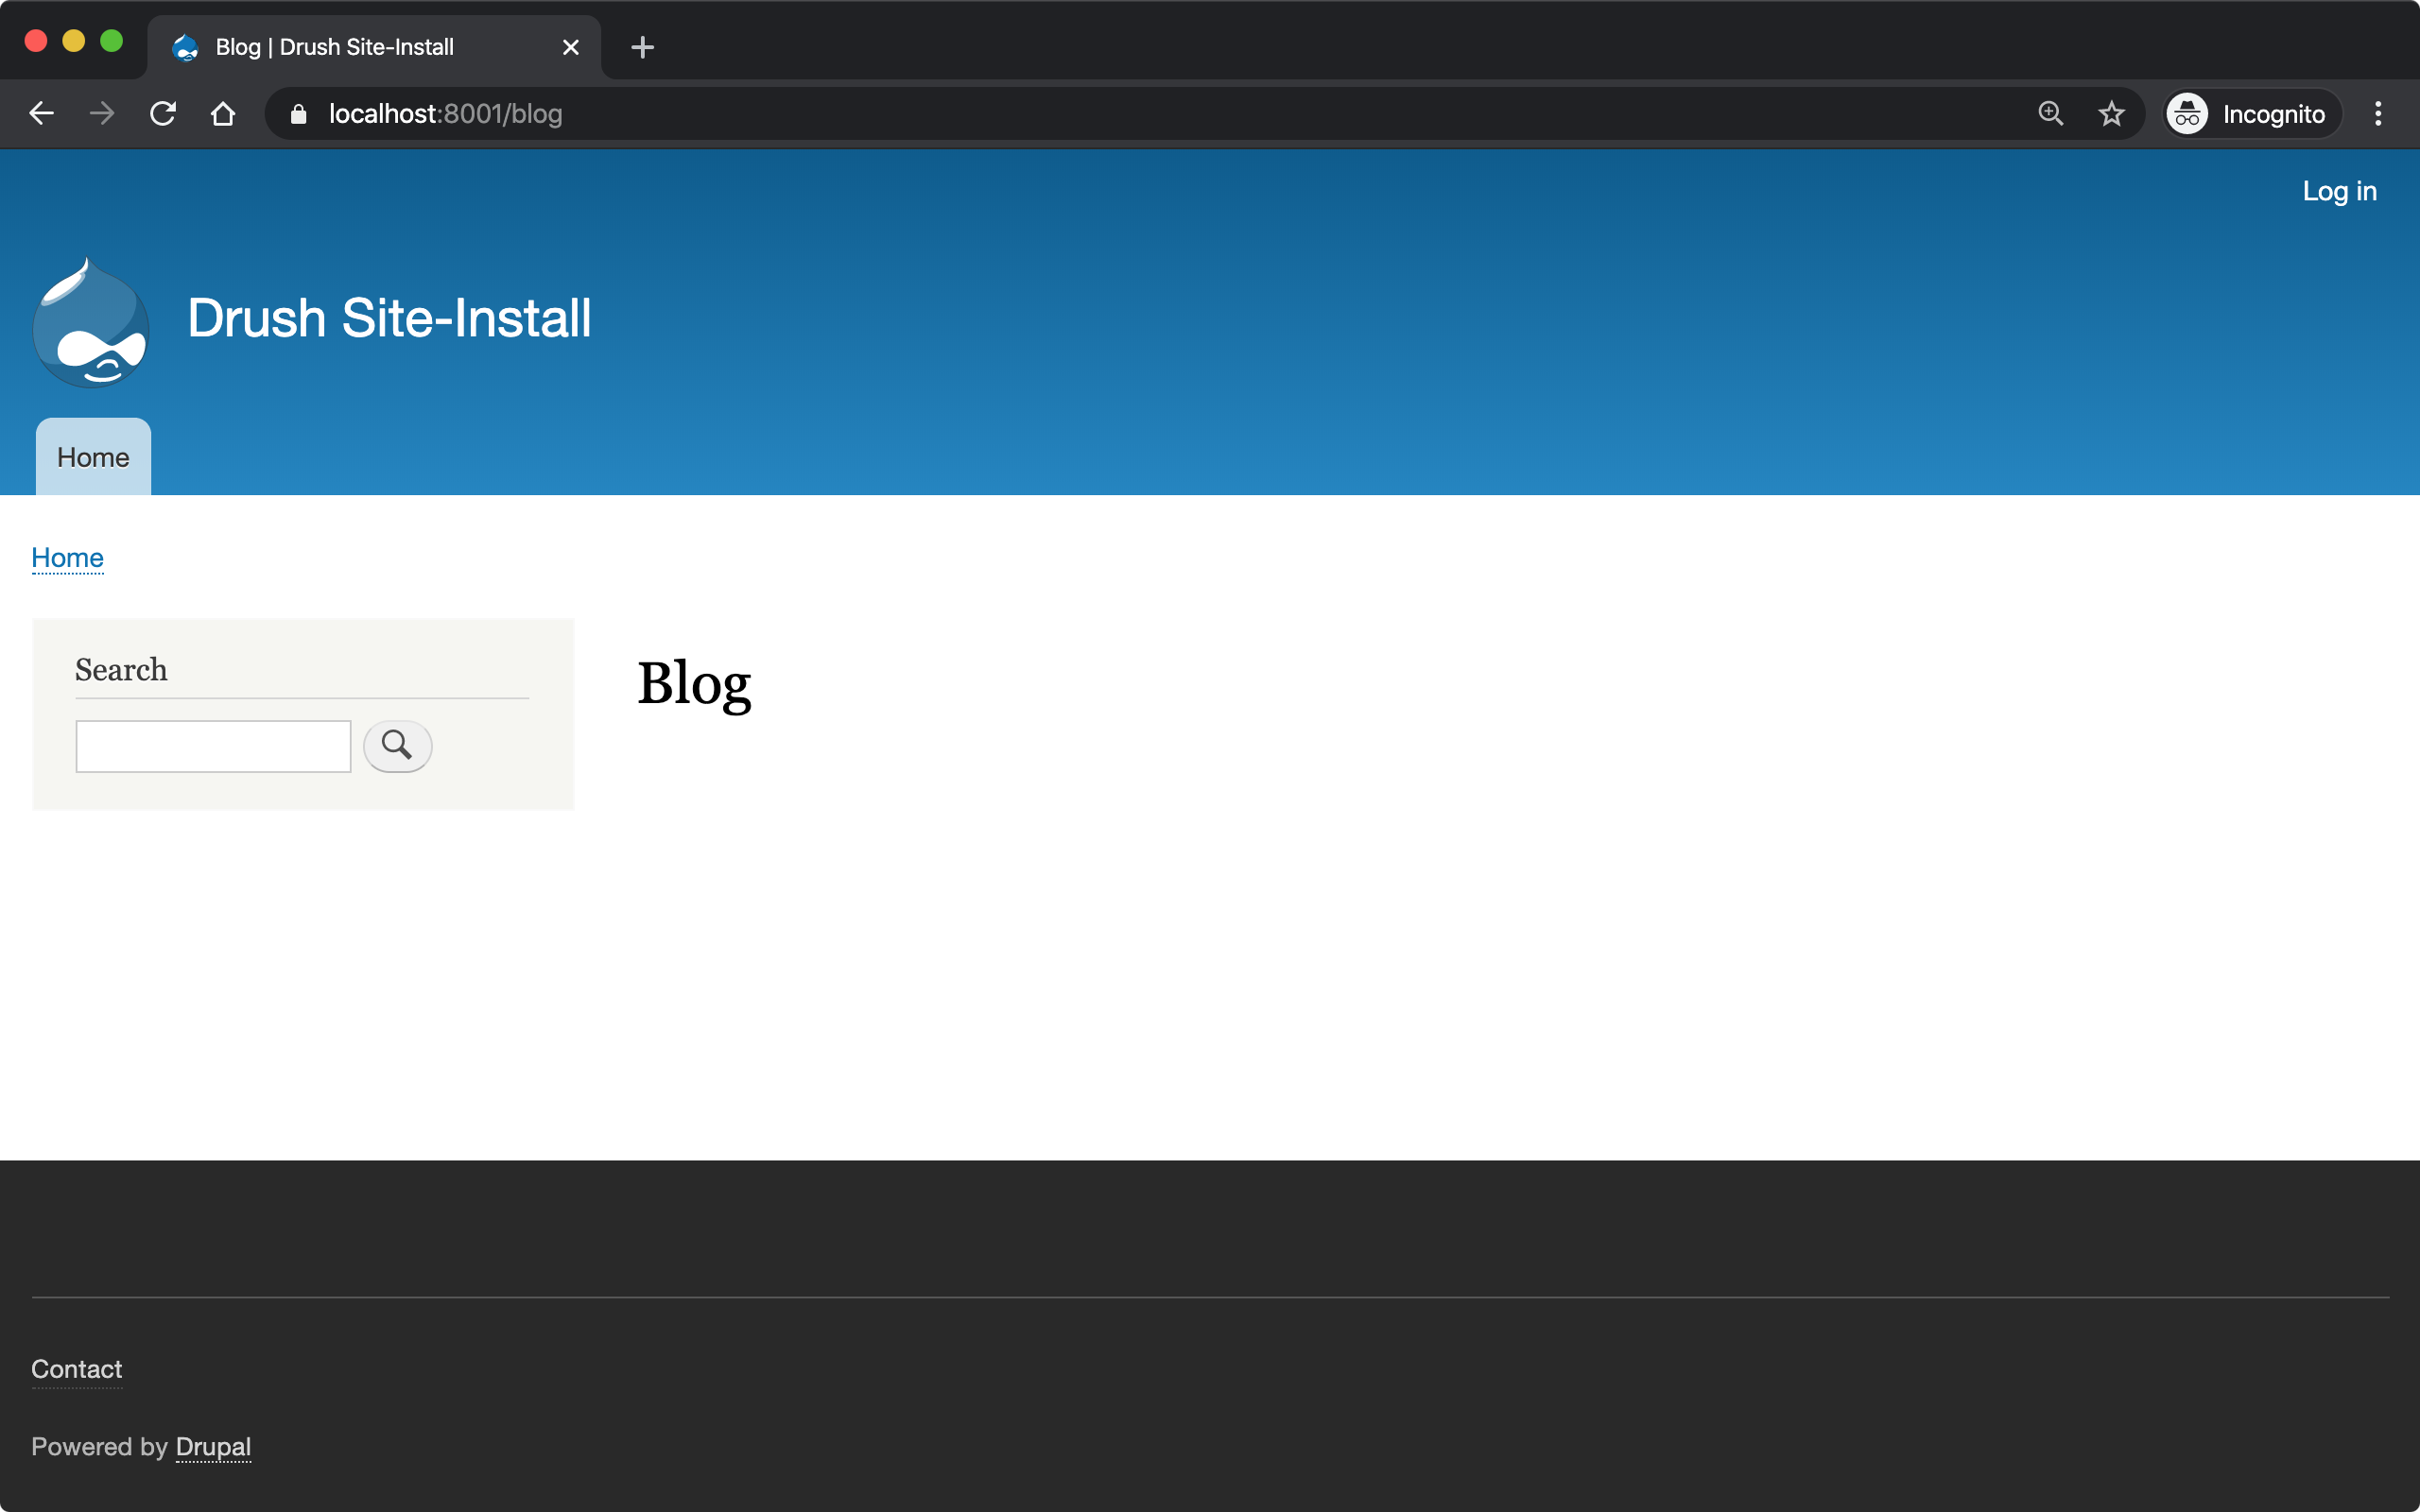 Blog | Drush Site-Install
localhost:8001/blog
Incognito
Log in
Drush Site-Install
Home
Home
Search
Blog
Contact
Powered by Drupal